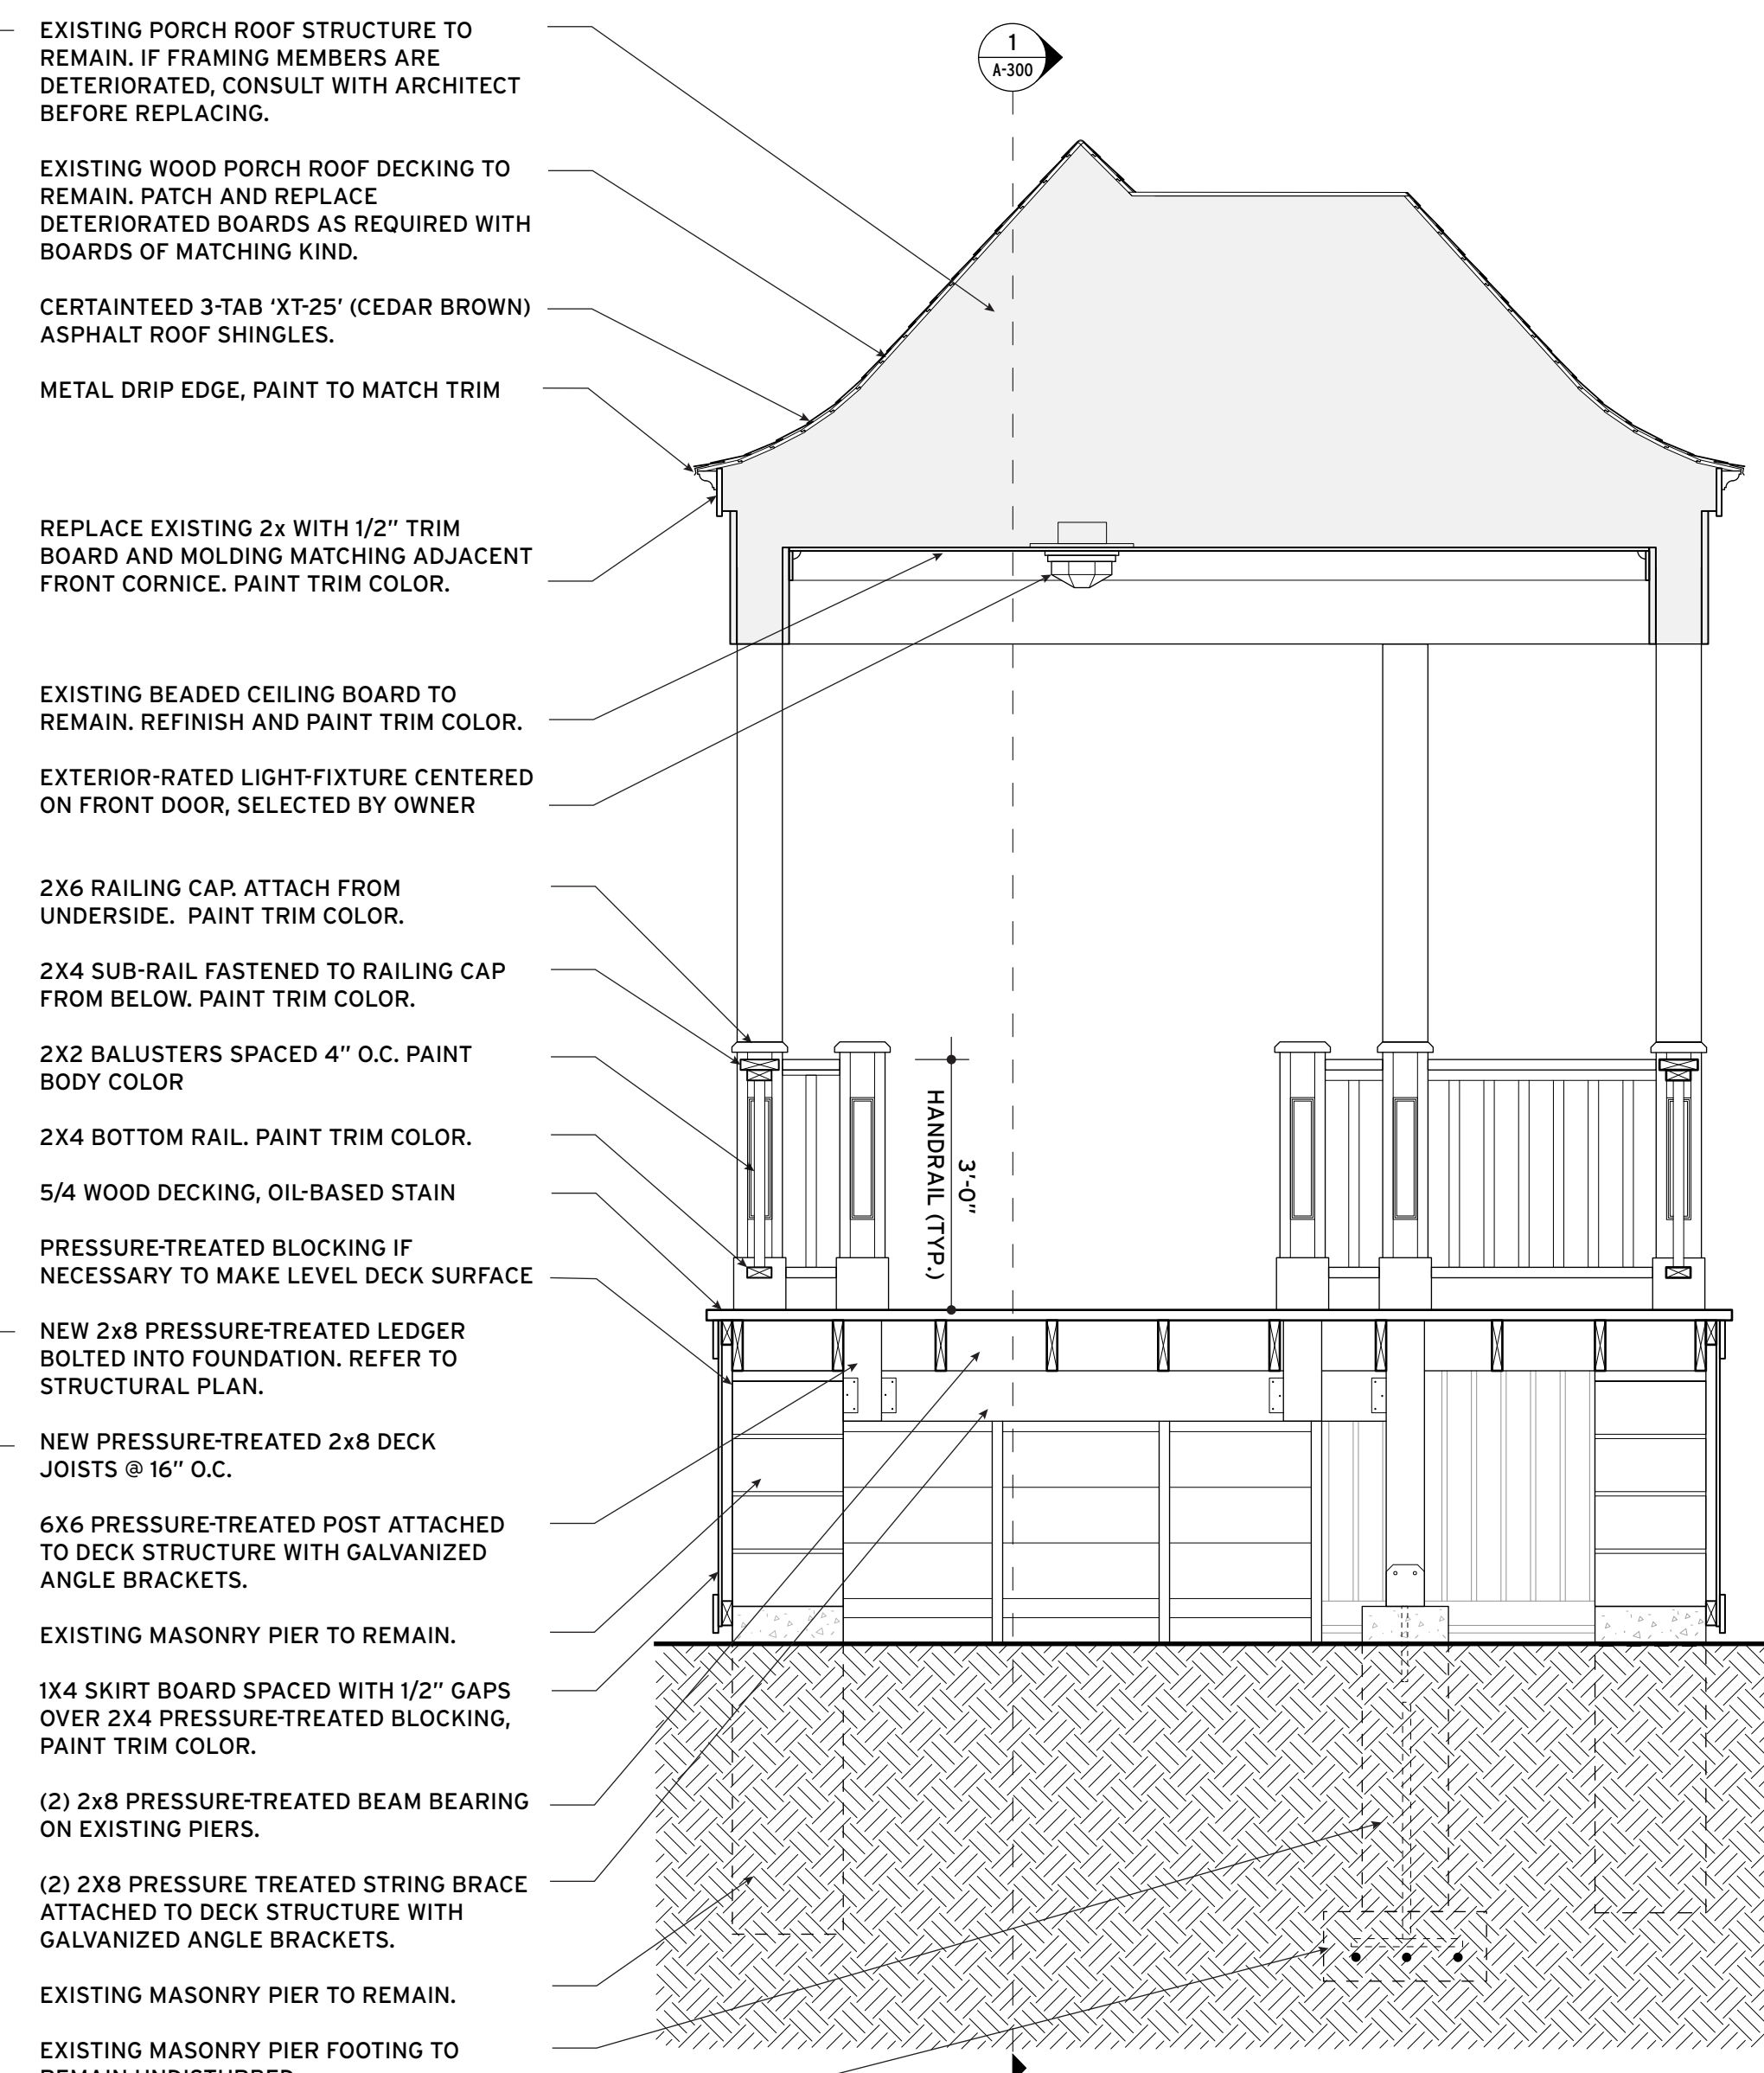 EXISTING PORCH ROOF STRUCTURE TO
REMAIN. IF FRAMING MEMBERS ARE
DETERIORATED, CONSULT WITH ARCHITECT
BEFORE REPLACING.
EXISTING WOOD PORCH ROOF DECKING TO
REMAIN. PATCH AND REPLACE
DETERIORATED BOARDS AS REQUIRED WITH
BOARDS OF MATCHING KIND.
CERTAINTEED 3-TAB ‘XT-25’ (CEDAR BROWN)
ASPHALT ROOF SHINGLES.
METAL DRIP EDGE, PAINT TO MATCH TRIM
REPLACE EXISTING 2x WITH 1/2" TRIM
BOARD AND MOLDING MATCHING ADJACENT
FRONT CORNICE. PAINT TRIM COLOR.
EXISTING BEADED CEILING BOARD TO
REMAIN. REFINISH AND PAINT TRIM COLOR.
EXTERIOR-RATED LIGHT-FIXTURE CENTERED
ON FRONT DOOR, SELECTED BY OWNER
2X6 RAILING CAP. ATTACH FROM
UNDERSIDE. PAINT TRIM COLOR.
2X4 SUB-RAIL FASTENED TO RAILING CAP
FROM BELOW. PAINT TRIM COLOR.
2X2 BALUSTERS SPACED 4" O.C. PAINT
BODY COLOR
2X4 BOTTOM RAIL. PAINT TRIM COLOR.
5/4 WOOD DECKING, OIL-BASED STAIN
PRESSURE-TREATED BLOCKING IF
NECESSARY TO MAKE LEVEL DECK SURFACE
NEW 2x8 PRESSURE-TREATED LEDGER
BOLTED INTO FOUNDATION. REFER TO
STRUCTURAL PLAN.
NEW PRESSURE-TREATED 2x8 DECK
JOISTS @ 16" O.C.
6X6 PRESSURE-TREATED POST ATTACHED
TO DECK STRUCTURE WITH GALVANIZED
ANGLE BRACKETS.
EXISTING MASONRY PIER TO REMAIN.
1X4 SKIRT BOARD SPACED WITH 1/2" GAPS
OVER 2X4 PRESSURE-TREATED BLOCKING,
PAINT TRIM COLOR.
(2) 2x8 PRESSURE-TREATED BEAM BEARING
ON EXISTING PIERS.
(2) 2X8 PRESSURE TREATED STRING BRACE
ATTACHED TO DECK STRUCTURE WITH
GALVANIZED ANGLE BRACKETS.
EXISTING MASONRY PIER TO REMAIN.
EXISTING MASONRY PIER FOOTING TO
REMAIN UNDISTURBED
1
A-300
3'-0"
HANDRAIL (TYP.)